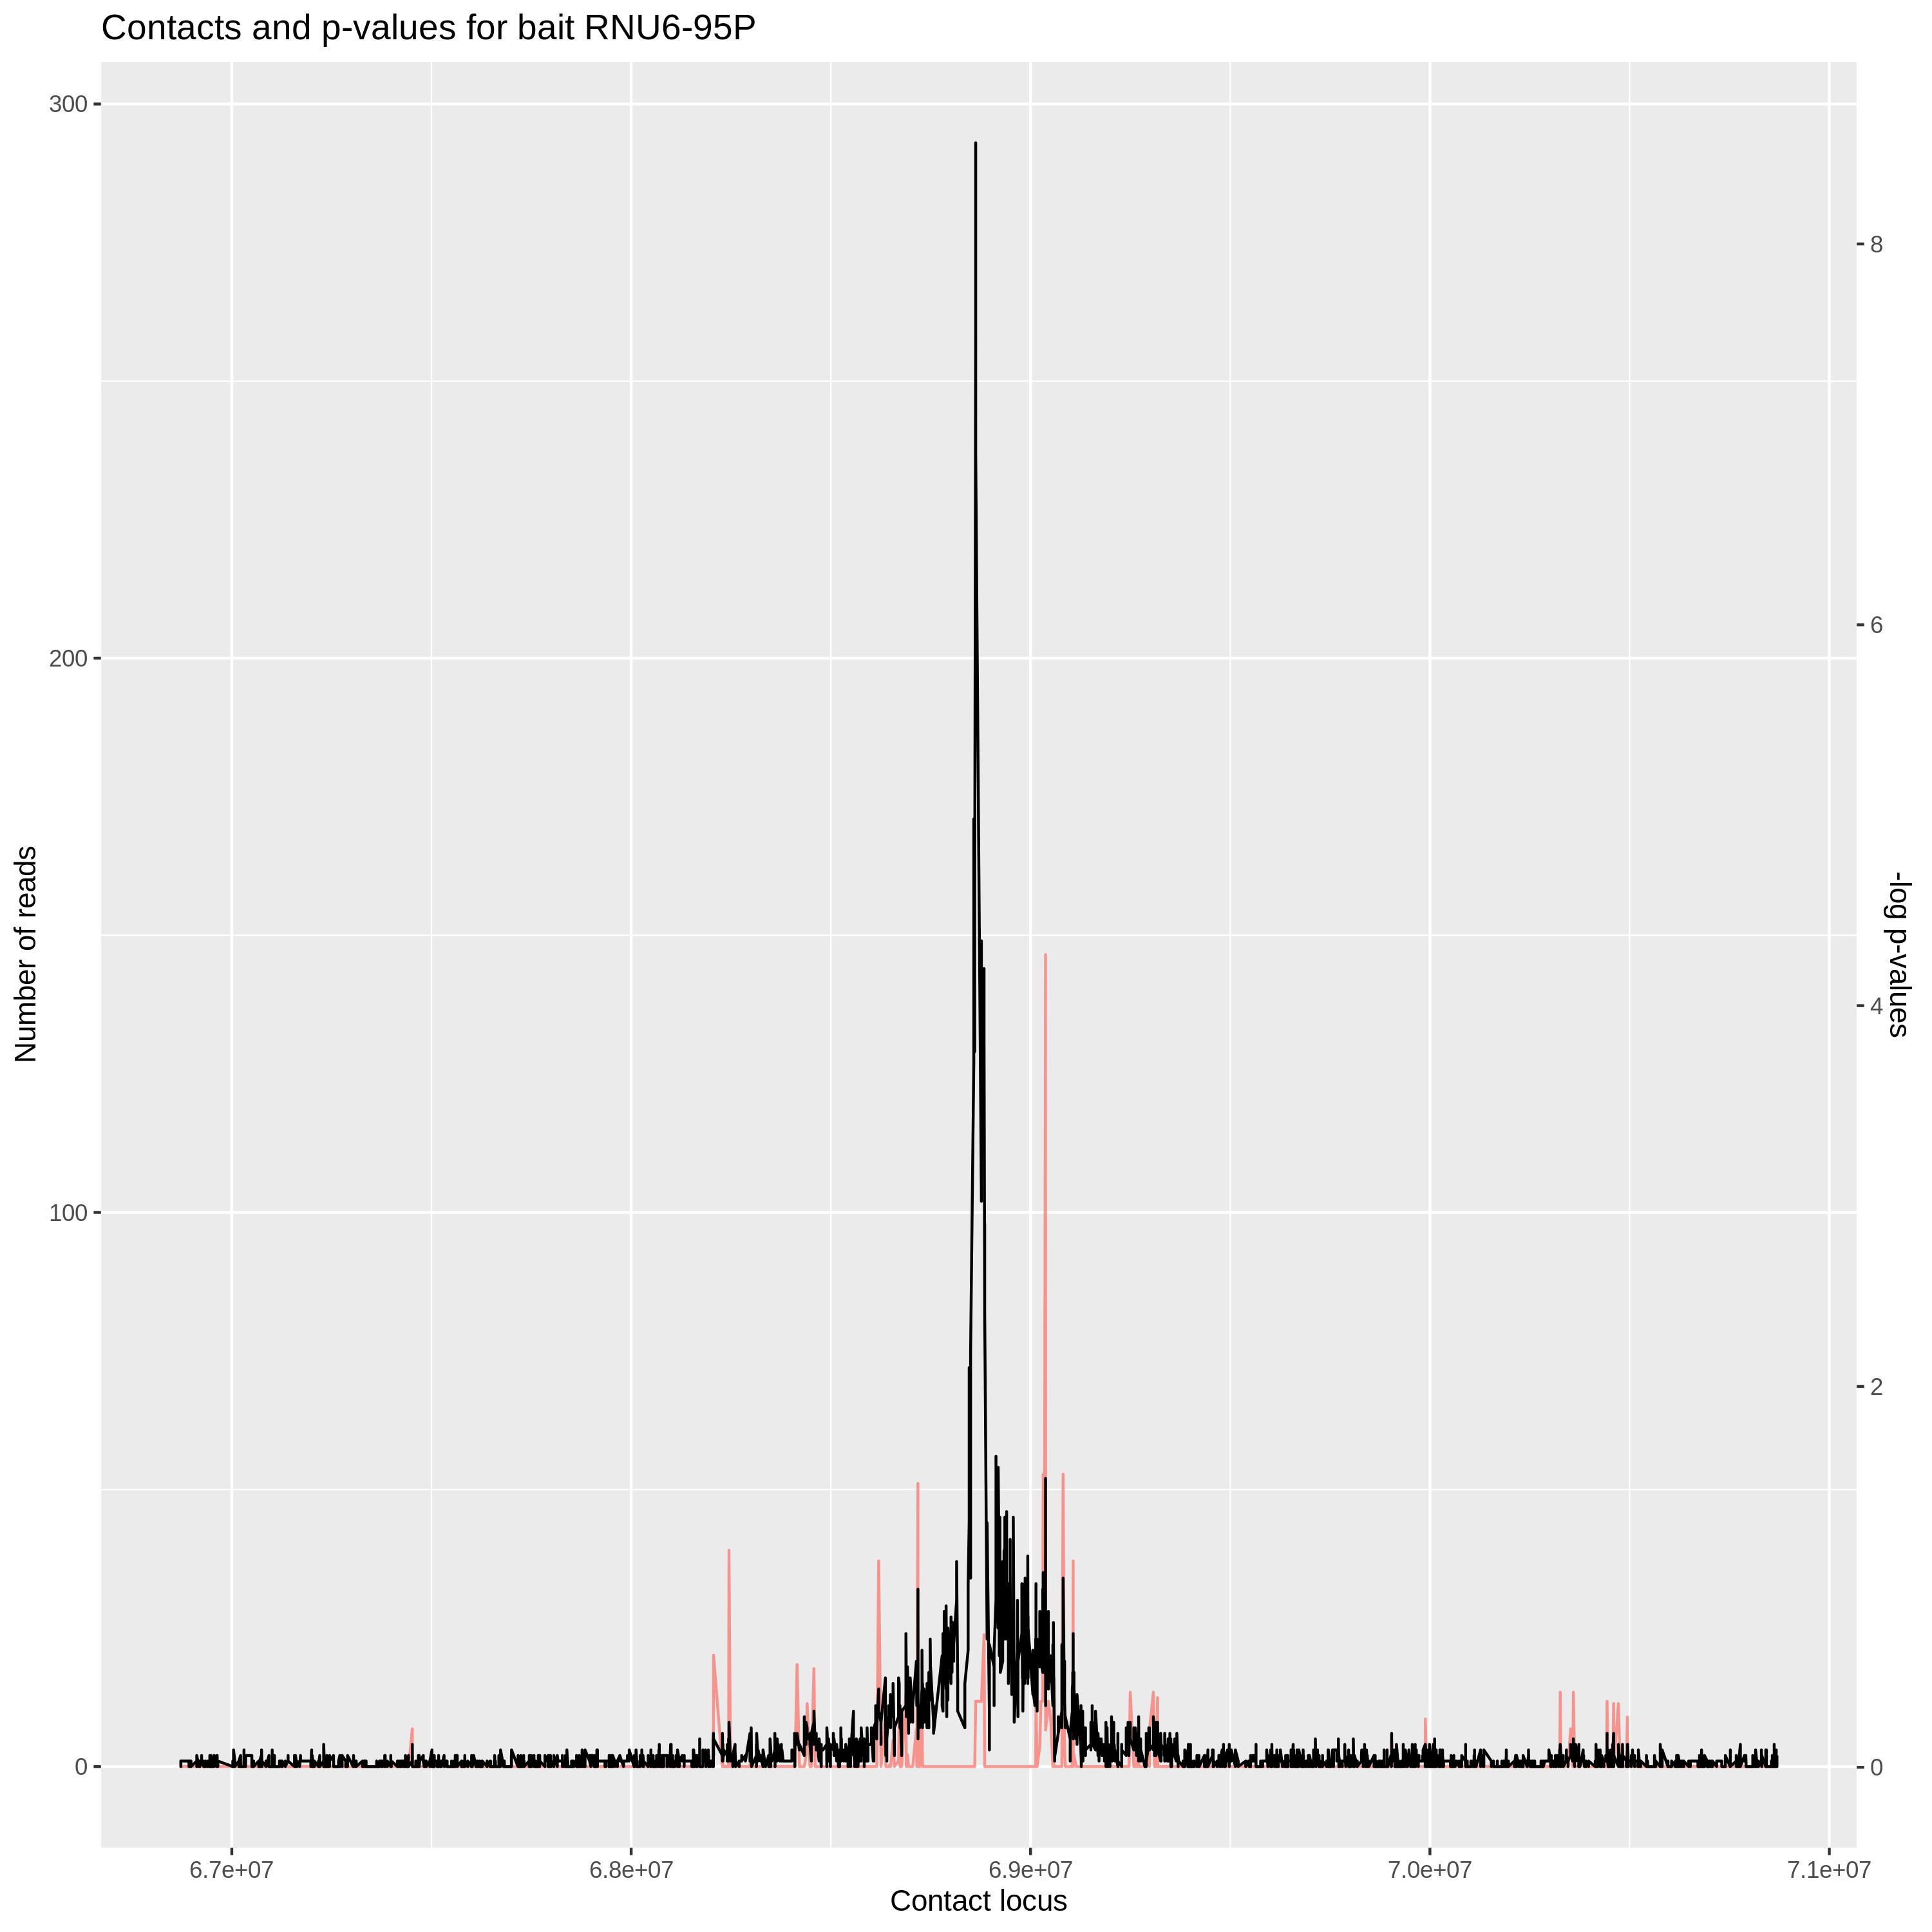 Contacts and p-values for bait RNU6-95P
300
200
100
0
Number of reads
8
6
4
2
0
-log p-values
6.7e+07
6.8e+07
6.9e+07
7.0e+07
7.1e+07
Contact locus